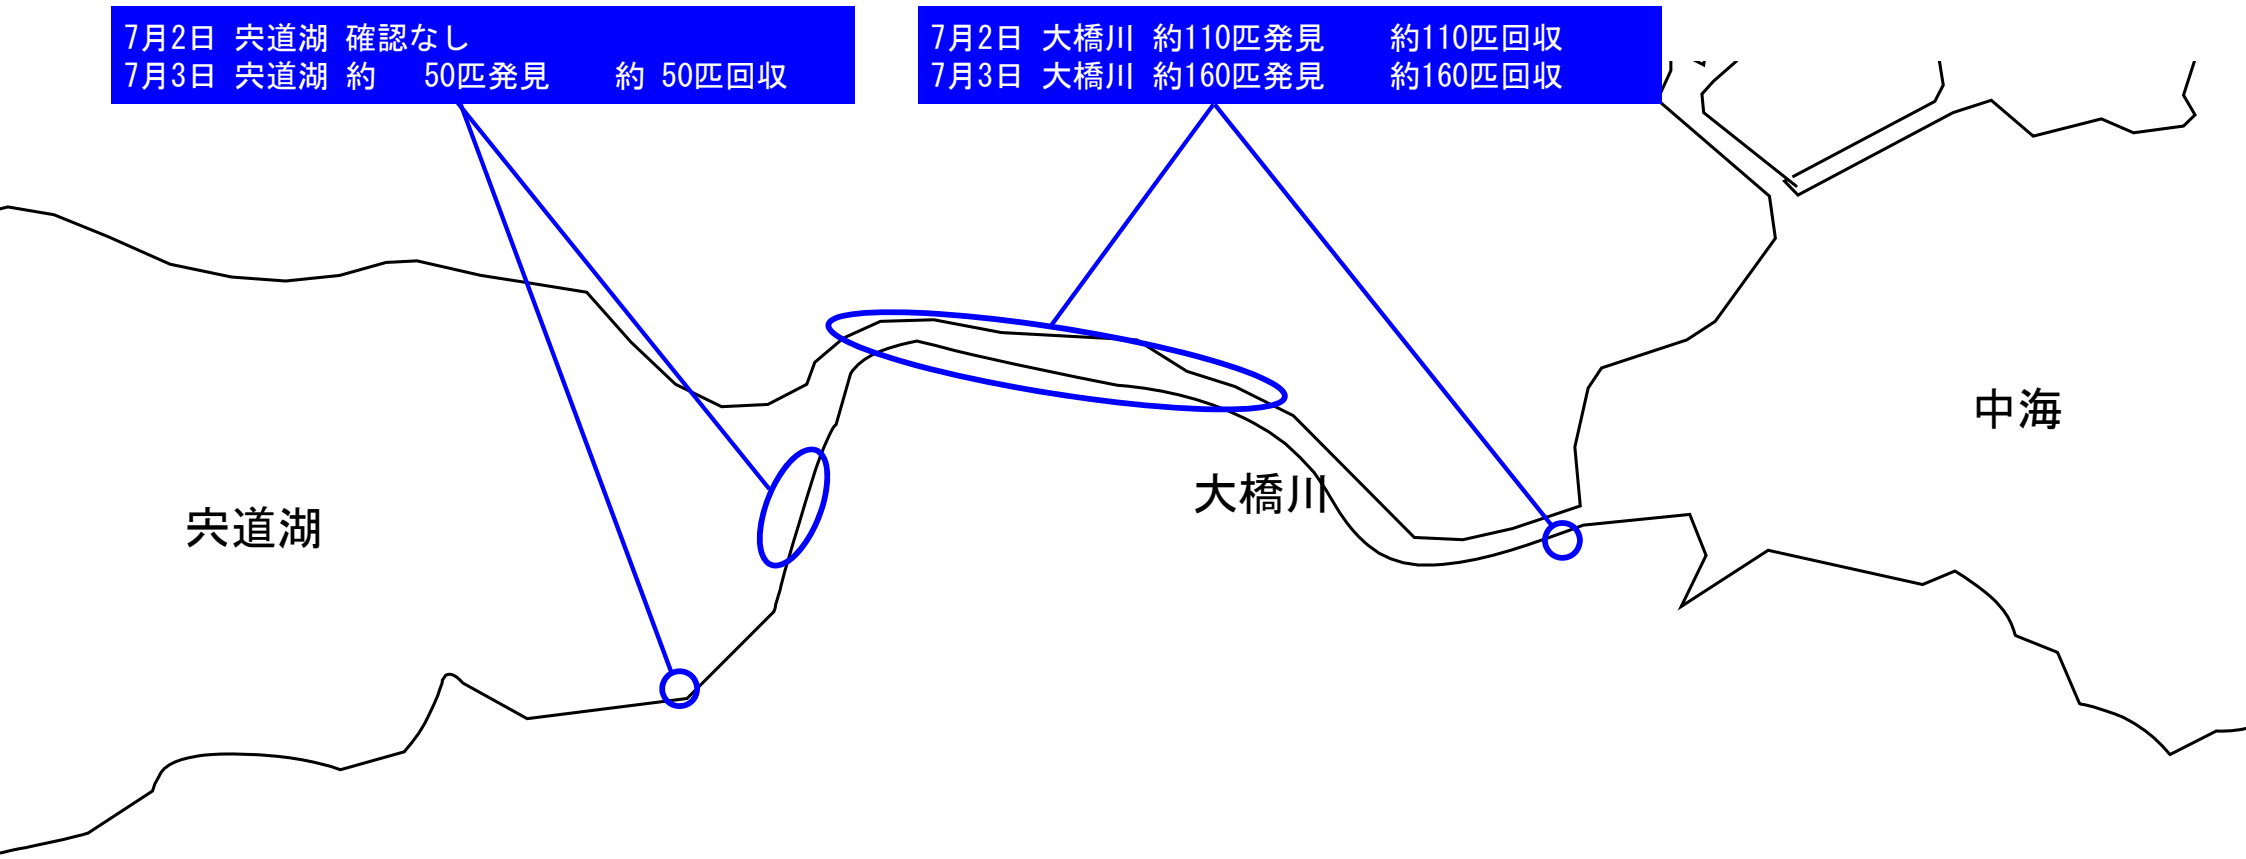 7月2日 宍道湖 確認なし
7月3日 宍道湖 約 50匹発見 約 50匹回収
7月2日 大橋川 約110匹発見 約110匹回収
7月3日 大橋川 約160匹発見 約160匹回収
中海
大橋川
宍道湖